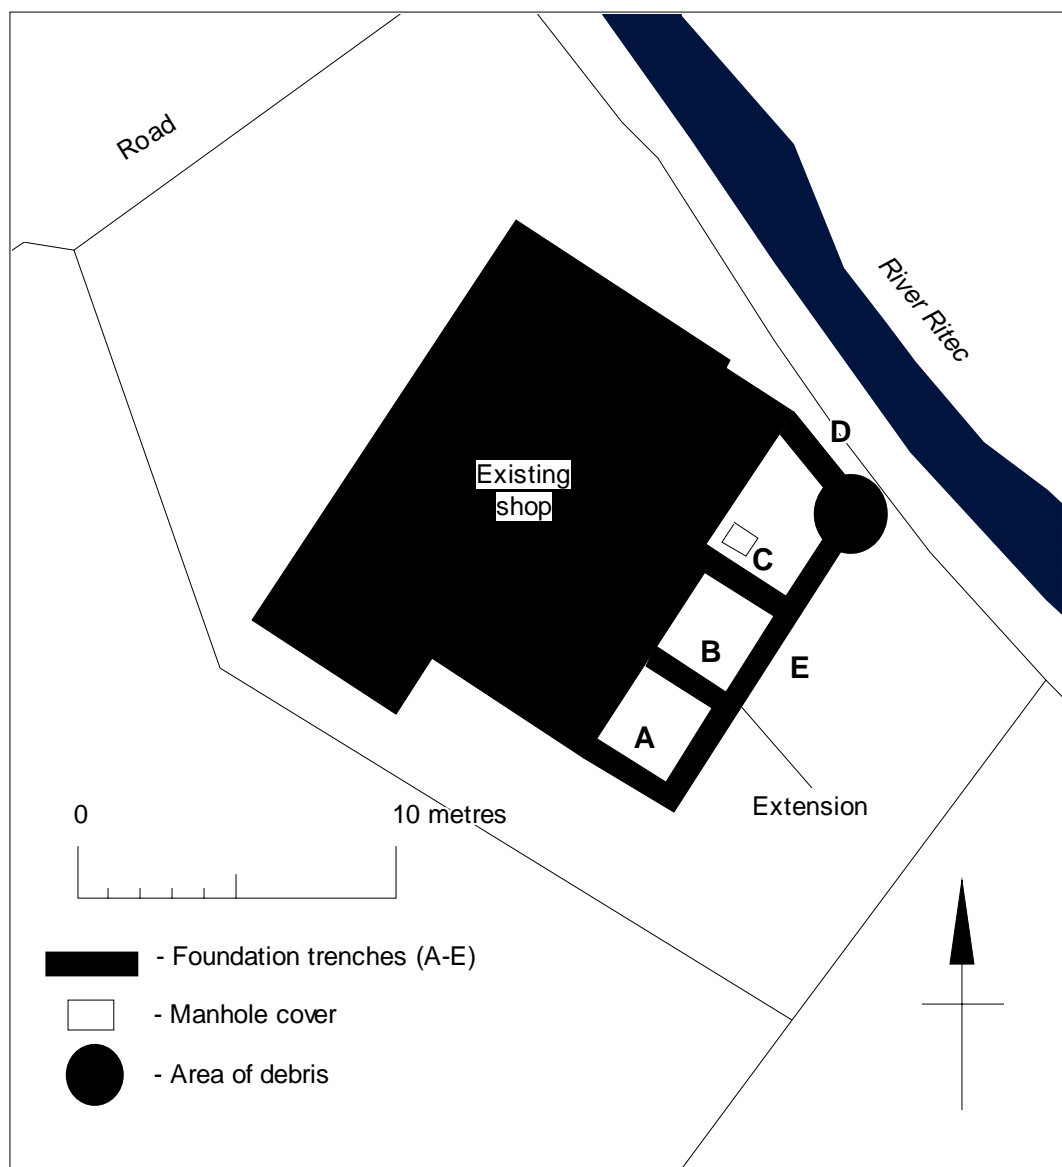 Road
River Ritec
D
Existing
shop
C
B
E
A
Extension
0
10 metres
- Foundation trenches (A-E)
- Manhole cover
- Area of debris